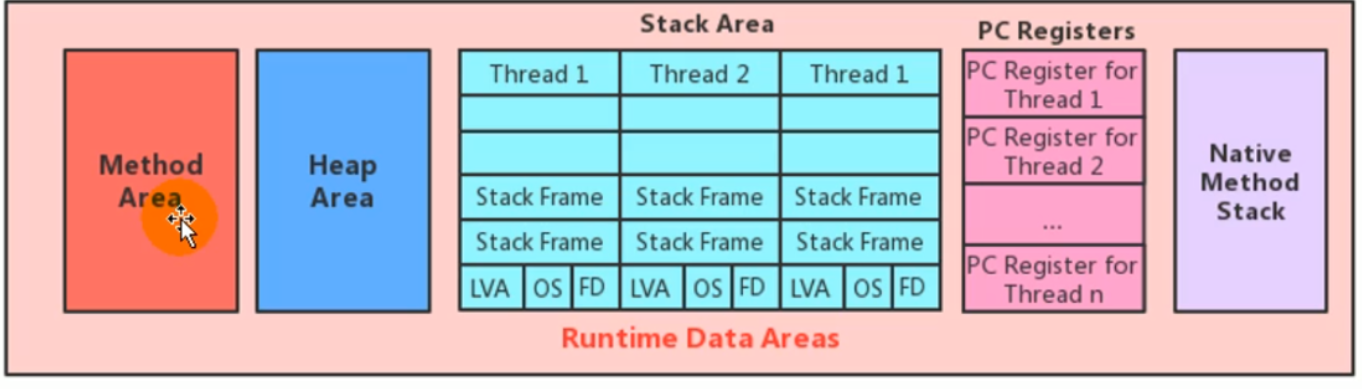 Stack Area
PC Registers
Method
Area
Heap
Area
Thread 1
Thread 2
Thread 1
Stack Frame
Stack Frame
Stack Frame
Stack Frame
Stack Frame
Stack Frame
LVA
OS
FD
LVA
OS
FD
LVA
OS
FD
PC Register for
Thread 1
PC Register for
Thread 2
...
PC Register for
Thread n
Native
Method
Stack
Runtime Data Areas